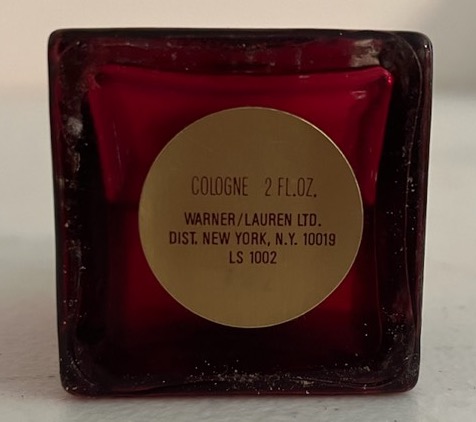 COLOGNE 2 FL.OZ.
WARNER/LAUREN LTD.
DIST. NEW YORK, N.Y. 10019
LS 1002